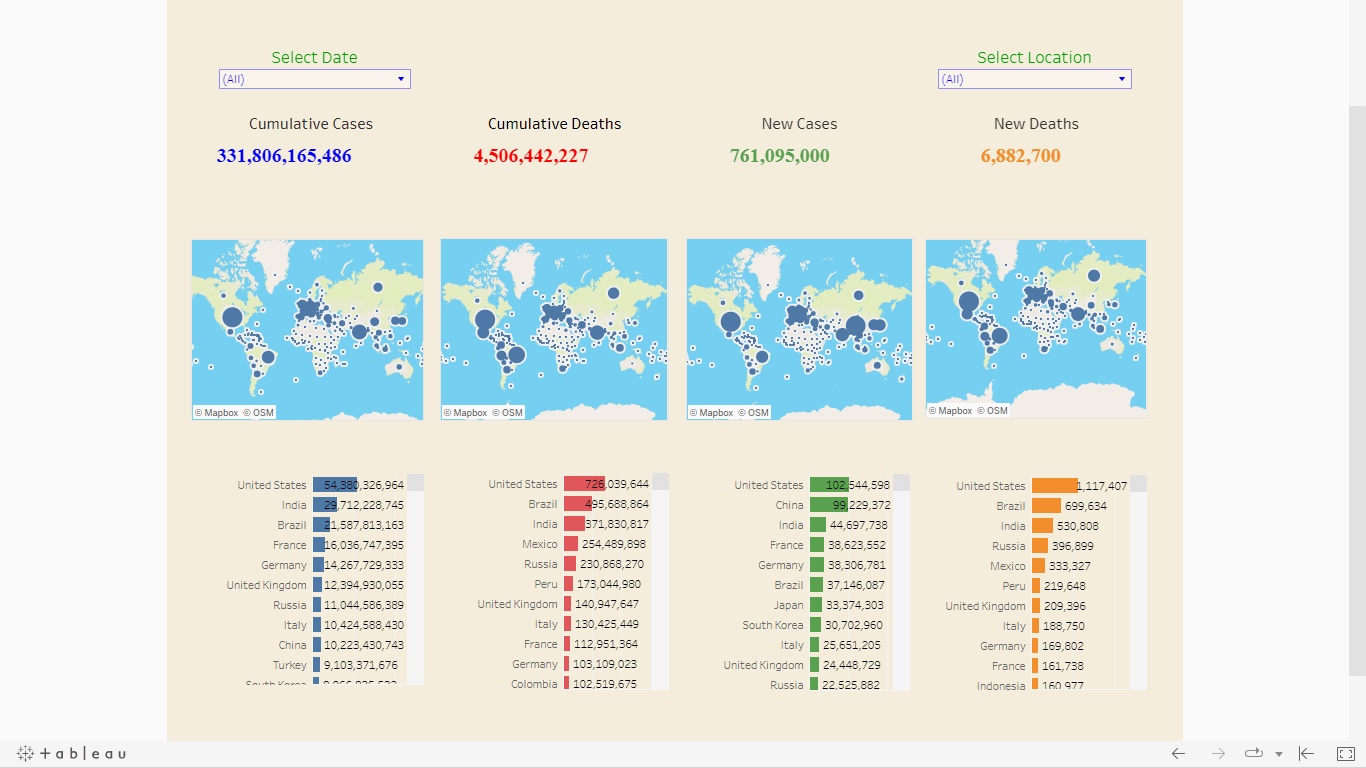 Select Date
(All)
Select Location
(All)
Cumulative Cases
331,806,165,486
Cumulative Deaths
4,506,442,227
New Cases
761,095,000
New Deaths
6,882,700
© Mapbox © OSM
© Mapbox © OSM
© Mapbox © OSM
© Mapbox © OSM
United States 54,380,326,964
India 29,712,228,745
Brazil 21,587,813,163
France 16,036,747,395
Germany 14,267,729,333
United Kingdom 12,394,930,055
Russia 11,044,586,389
Italy 10,424,588,430
China 10,223,430,743
Turkey 9,103,371,676
South Korea
United States 726,039,644
Brazil 495,688,864
India 371,830,817
Mexico 254,489,898
Russia 230,868,270
Peru 173,044,980
United Kingdom 140,947,647
Italy 130,425,449
France 112,951,364
Germany 103,109,023
Colombia 102,519,675
United States 102,544,598
China 99,229,372
India 44,697,738
France 38,623,552
Germany 38,306,781
Brazil 37,146,087
Japan 33,374,303
South Korea 30,702,960
Italy 25,651,205
United Kingdom 24,448,729
Russia 22,525,882
United States 1,117,407
Brazil 699,634
India 530,808
Russia 396,899
Mexico 333,327
Peru 219,648
United Kingdom 209,396
Italy 188,750
Germany 169,802
France 161,738
Indonesia 160,977
+ableau